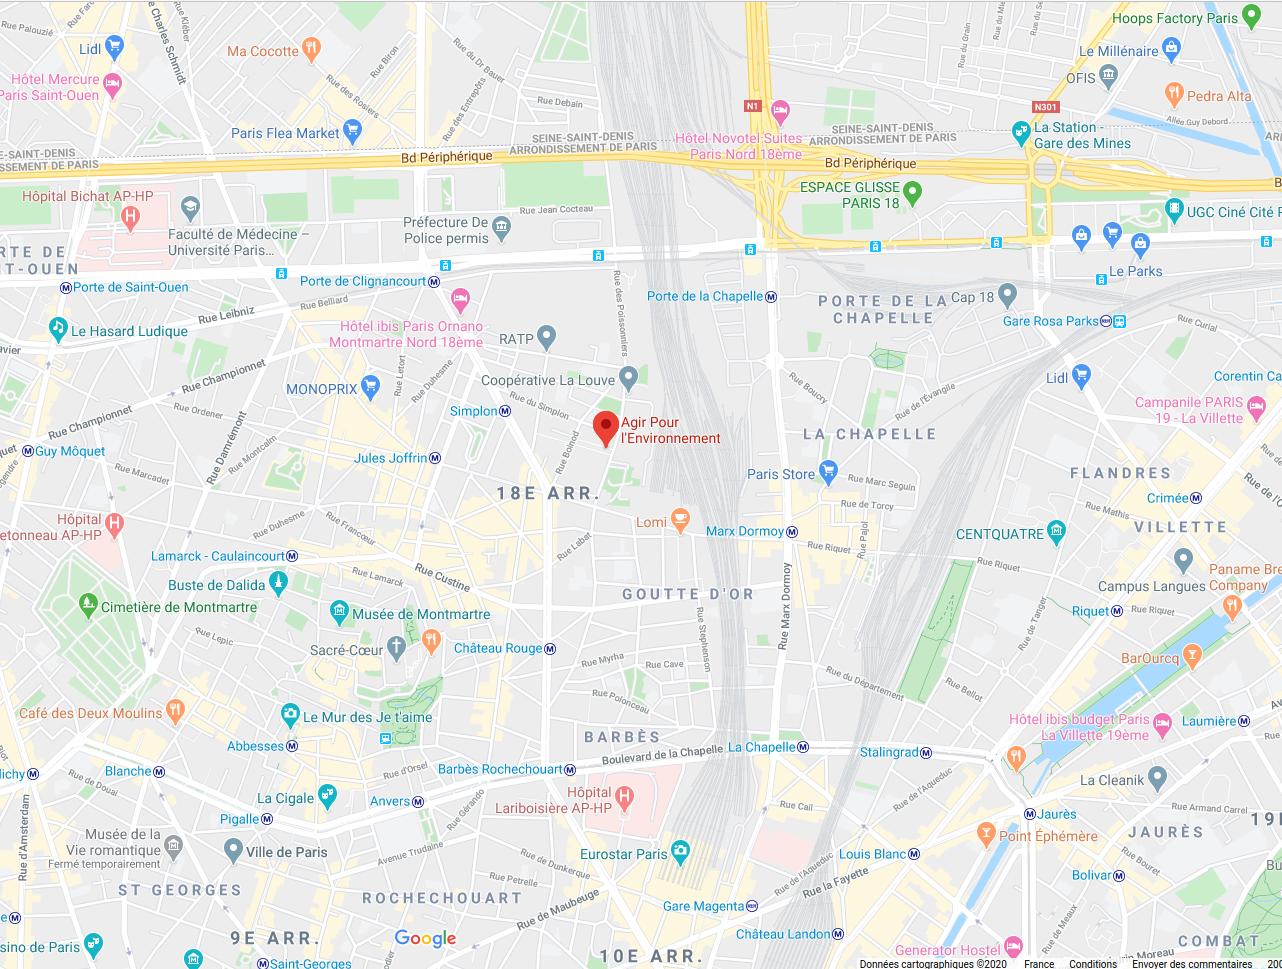 Rue Palouzié
Rue Kléber
Rue Charles Schmidt
Lidl
Ma Cocotte
Rue Biron
Rue du Dr Bauer
Rue du Grain
Hoops Factory Paris
Le Millénaire
OFIS
Hôtel Mercure
Paris Saint-Ouen
Rue des Rosiers
Rue des Entrepôts
Rue Debain
N1
N301
Pedra Alta
Allée Guy Debord
Paris Flea Market
SEINE-SAINT-DENIS
ARRONDISSEMENT DE PARIS
Hôtel Novotel Suites
Paris Nord 18ème
SEINE-SAINT-DENIS
ARRONDISSEMENT DE PARIS
La Station -
Gare des Mines
E-SAINT-DENIS
ISSEMENT DE PARIS
Bd Périphérique
Bd Périphérique
Hôpital Bichat AP-HP
ESPACE GLISSE
PARIS 18
Rue Jean Cocteau
UGC Ciné Cité P
Faculté de Médecine –
Université Paris...
Préfecture De
Police permis
RTE DE
T-OUEN
Le Parks
Porte de Saint-Ouen
Porte de Clignancourt
Rue des Poissonniers
Porte de la Chapelle
PORTE DE LA
CHAPELLE
Cap 18
Rue Belliard
Rue Leibniz
Gare Rosa Parks
Rue Curial
Le Hasard Ludique
Hôtel ibis Paris Ornano
Montmartre Nord 18ème
RATP
Rue Championnet
Rue Letort
Rue Duhesme
MONOPRIX
Coopérative La Louve
Rue Boucry
Rue de l'Evangile
Lidl
Corentin Ca
Campanile PARIS
19 - La Villette
Rue Championnet
Rue Ordener
Rue Damrémont
Simplon
Rue du Simplon
Agir Pour
l'Environnement
LA CHAPELLE
Guy Môquet
Rue Montcalm
Jules Joffrin
Rue Boinod
Rue Marcadet
18E ARR.
Paris Store
Rue Marc Seguin
Rue de Torcy
FLANDRES
Crimée
Rue Mathis
VILLETTE
Hôpital
etonneau AP-HP
Rue Duhesme
Rue Francœur
Lomi
Marx Dormoy
Rue Pajol
Rue Riquet
CENTQUATRE
Rue Riquet
Lamarck - Caulaincourt
Rue Labat
Campus Langues
Paname Bre
Company
Buste de Dalida
Rue Lamarck
Rue Custine
Cimetière de Montmartre
Musée de Montmartre
GOUTTE D'OR
Rue Marx Dormoy
Rue Stephenson
Rue de Tanger
Riquet
Rue Riquet
Rue Lepic
Sacré-Cœur
Château Rouge
Rue Myrha
Rue Cave
BarOurcq
Rue du Département
Rue Bellot
Rue Polonceau
Café des Deux Moulins
Le Mur des Je t'aime
Hôtel ibis budget Paris
La Villette 19ème
Laumière
Abbesses
BARBÈS
Boulevard de la Chapelle
La Chapelle
Stalingrad
lichy
Blanche
Rue de Douai
Rue d'Orsel
Barbès Rochechouart
Rue de l'Aqueduc
La Cleanik
La Cigale
Anvers
Rue Gérando
Hôpital
Lariboisière AP-HP
Rue Cail
Rue Armand Carrel
Pigalle
Jaurès
Point Éphémère
JAURÈS
19E
Rue d'Amsterdam
Musée de la
Vie romantique
Fermé temporairement
Ville de Paris
Avenue Trudaine
Eurostar Paris
Rue de Dunkerque
Louis Blanc
Rue de l'Aqueduc
Rue la Fayette
Rue Bouret
Bolivar
ST GEORGES
ROCHECHOUART
Rue Petrelle
Rue de Maubeuge
Gare Magenta
Rue de Meaux
Château Landon
sino de Paris
9E ARR.
Google
10E ARR.
Generator Hostel
COMBAT
Saint-Georges
Données cartographiques ©2020
France
Conditions
Envoyer des commentaires
200